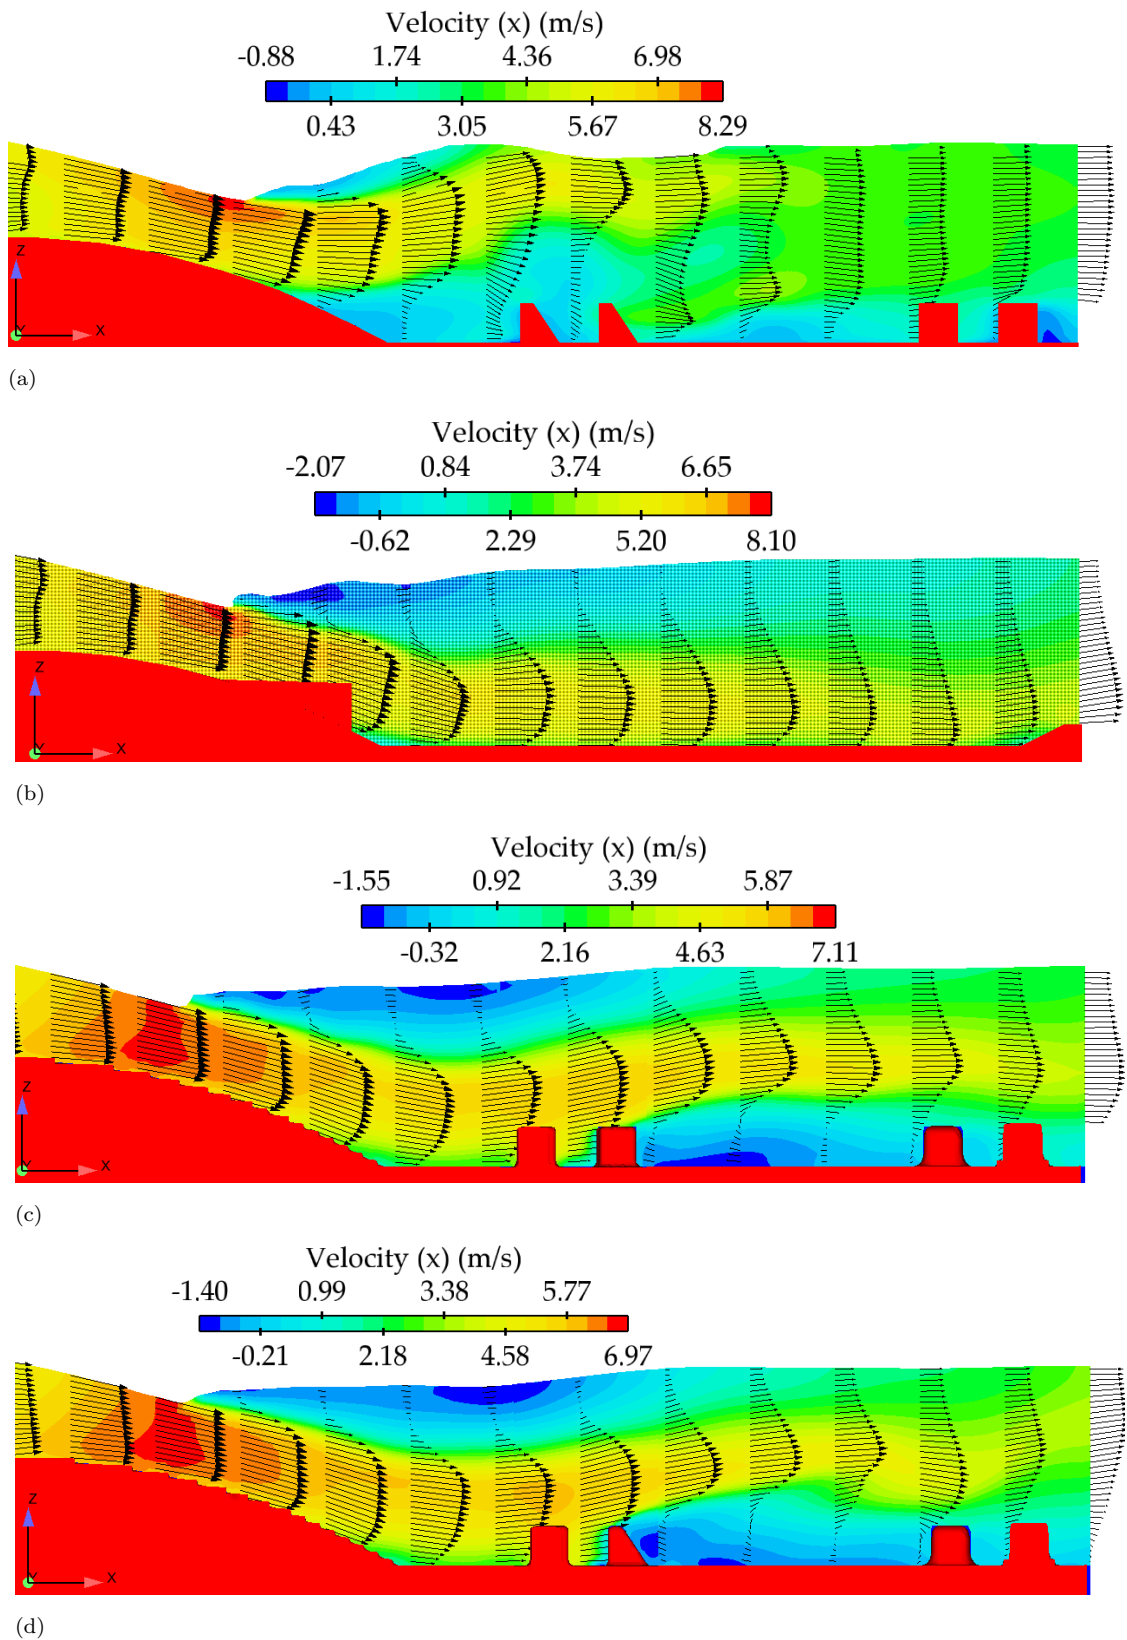 Velocity (x) (m/s)
-0.88 1.74 4.36 6.98
0.43 3.05 5.67 8.29
Z
Y X
(a)
Velocity (x) (m/s)
-2.07 0.84 3.74 6.65
-0.62 2.29 5.20 8.10
Z
Y X
(b)
Velocity (x) (m/s)
-1.55 0.92 3.39 5.87
-0.32 2.16 4.63 7.11
Z
Y X
(c)
Velocity (x) (m/s)
-1.40 0.99 3.38 5.77
-0.21 2.18 4.58 6.97
Z
Y X
(d)